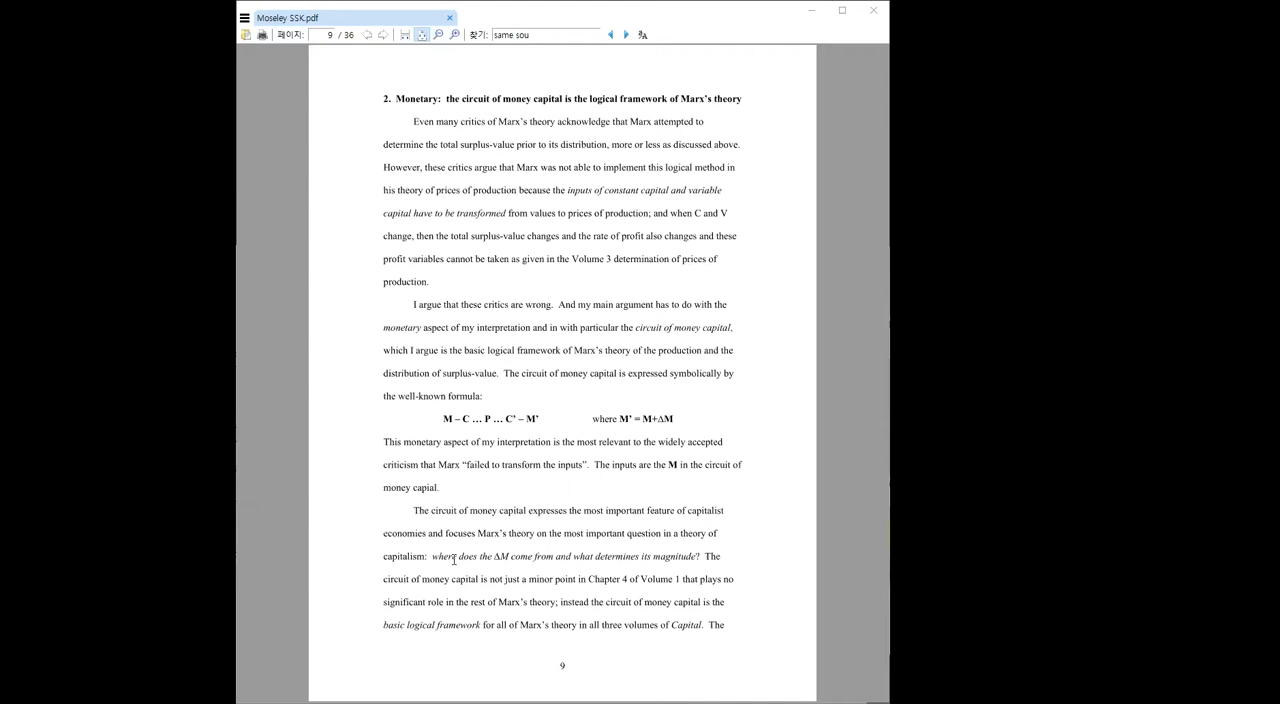 Moseley SSK.pdf
페이지: 9 / 36 찾기: same sou
2. Monetary: the circuit of money capital is the logical framework of Marx's theory
Even many critics of Marx's theory acknowledge that Marx attempted to
determine the total surplus-value prior to its distribution, more or less as discussed above.
However, these critics argue that Marx was not able to implement this logical method in
his theory of prices of production because the inputs of constant capital and variable
capital have to be transformed from values to prices of production; and when C and V
change, then the total surplus-value changes and the rate of profit also changes and these
profit variables cannot be taken as given in the Volume 3 determination of prices of
production.
I argue that these critics are wrong. And my main argument has to do with the
monetary aspect of my interpretation and in with particular the circuit of money capital,
which I argue is the basic logical framework of Marx's theory of the production and the
distribution of surplus-value. The circuit of money capital is expressed symbolically by
the well-known formula:
M – C … P … C' – M' where M' = M+ΔM
This monetary aspect of my interpretation is the most relevant to the widely accepted
criticism that Marx “failed to transform the inputs”. The inputs are the M in the circuit of
money capial.
The circuit of money capital expresses the most important feature of capitalist
economies and focuses Marx's theory on the most important question in a theory of
capitalism: where does the ΔM come from and what determines its magnitude? The
circuit of money capital is not just a minor point in Chapter 4 of Volume 1 that plays no
significant role in the rest of Marx's theory; instead the circuit of money capital is the
basic logical framework for all of Marx's theory in all three volumes of Capital. The
9